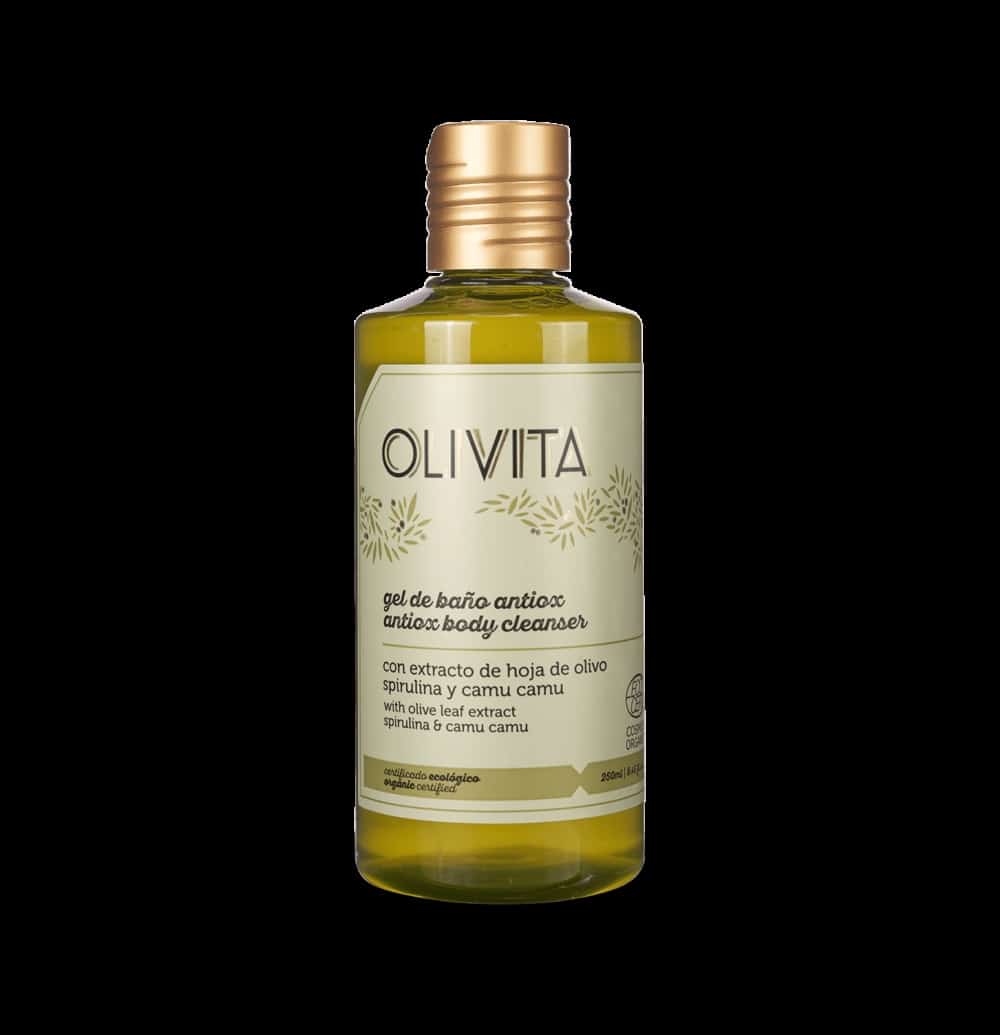 OLIVITA
gel de baño antiox
antiox body cleanser
con extracto de hoja de olivo
spirulina y camu camu
with olive leaf extract
spirulina & camu camu
certificado ecológico
organic certified
250ml |